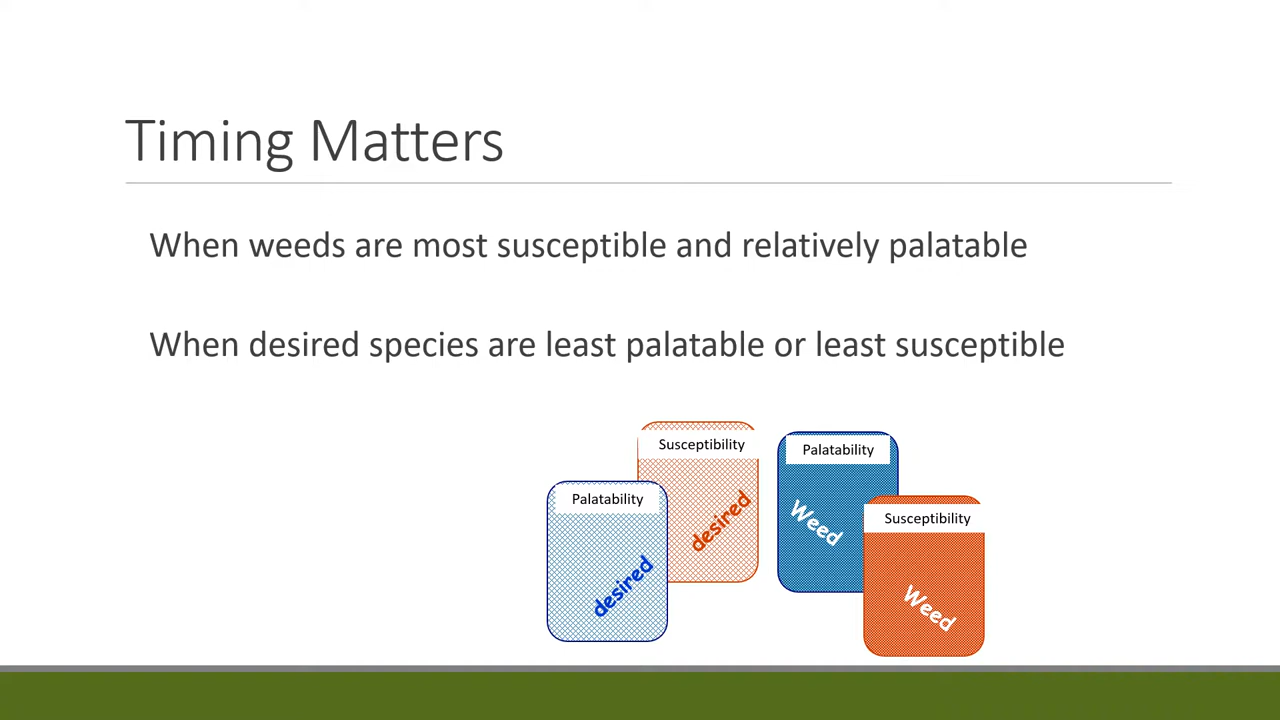 Timing Matters
When weeds are most susceptible and relatively palatable
When desired species are least palatable or least susceptible
Palatability
desired
Susceptibility
desired
Palatability
Weed
Susceptibility
Weed